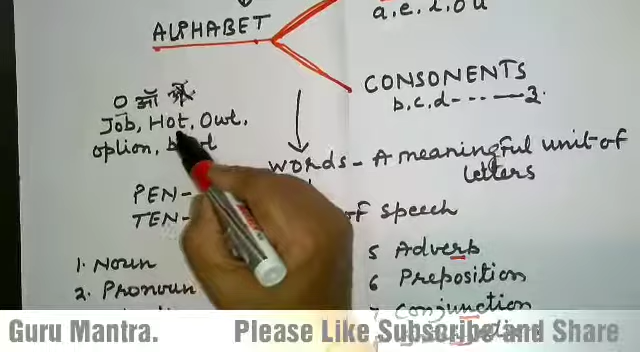 ALPHABET
a, e, i, o u
CONSONENTS
b, c, d ---- z.
O ऑ
Job, Hot, Owl,
option,
words - A meaningful unit of
letters
PEN-
TEN-
of speech
1. Noun
2. Pronoun
5 Adverb
6 Preposition
7 conjunction
Guru Mantra. Please Like Subscribe and Share